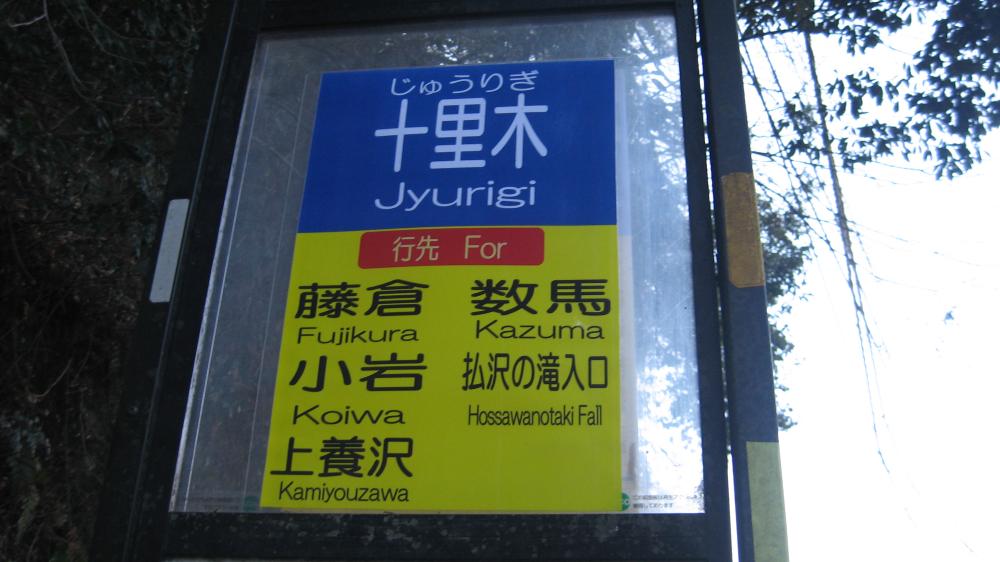 じゅうりぎ
十里木
Jyurigi
行先 For
藤倉 数馬
Fujikura Kazuma
小岩 払沢の滝入口
Koiwa Hossawanotaki Fall
上養沢
Kamiyouzawa